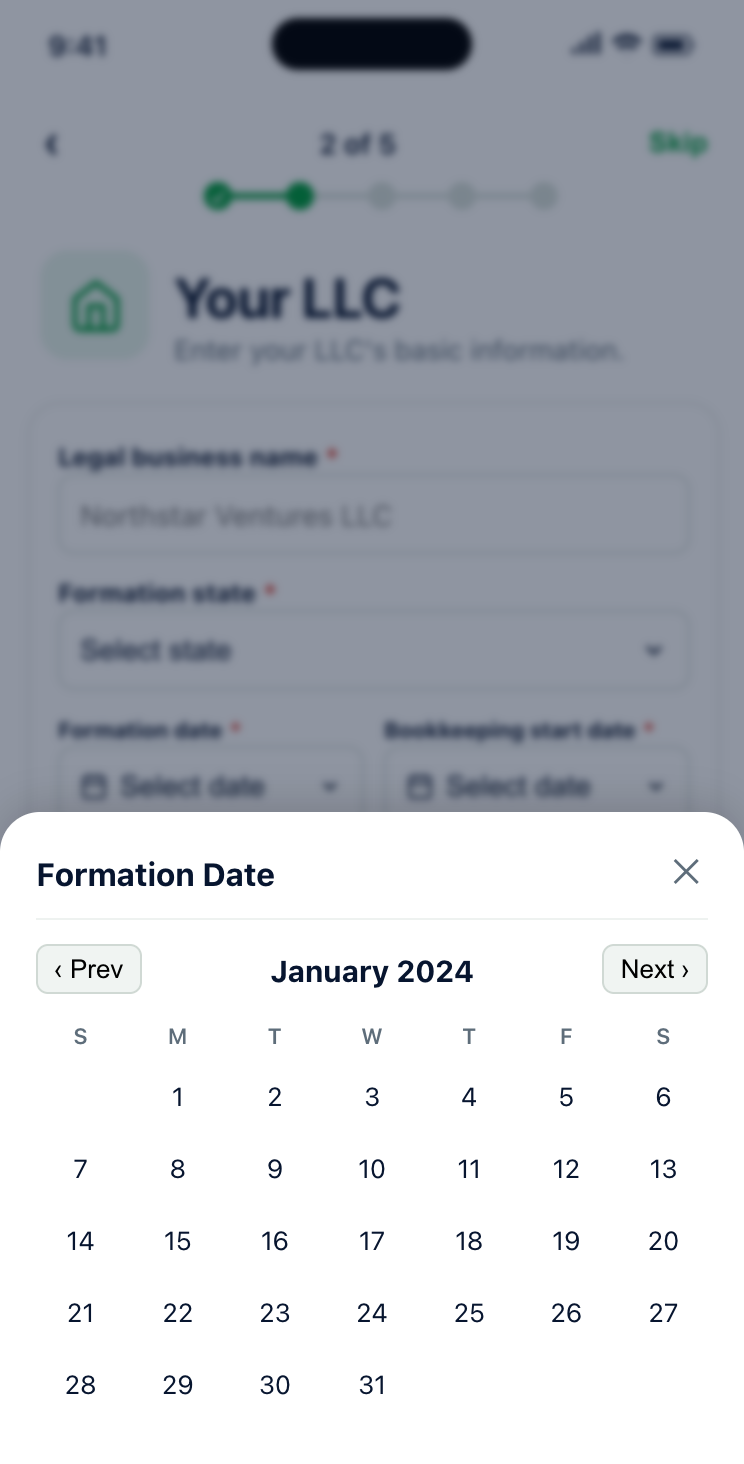 9:41
2 of 5 Skip
Your LLC
Enter your LLC's basic information.
Legal business name *
Northstar Ventures LLC
Formation state *
Select state
Formation date * Bookkeeping start date *
Select date Select date
Formation Date
‹ Prev January 2024 Next ›
S M T W T F S
1 2 3 4 5 6
7 8 9 10 11 12 13
14 15 16 17 18 19 20
21 22 23 24 25 26 27
28 29 30 31